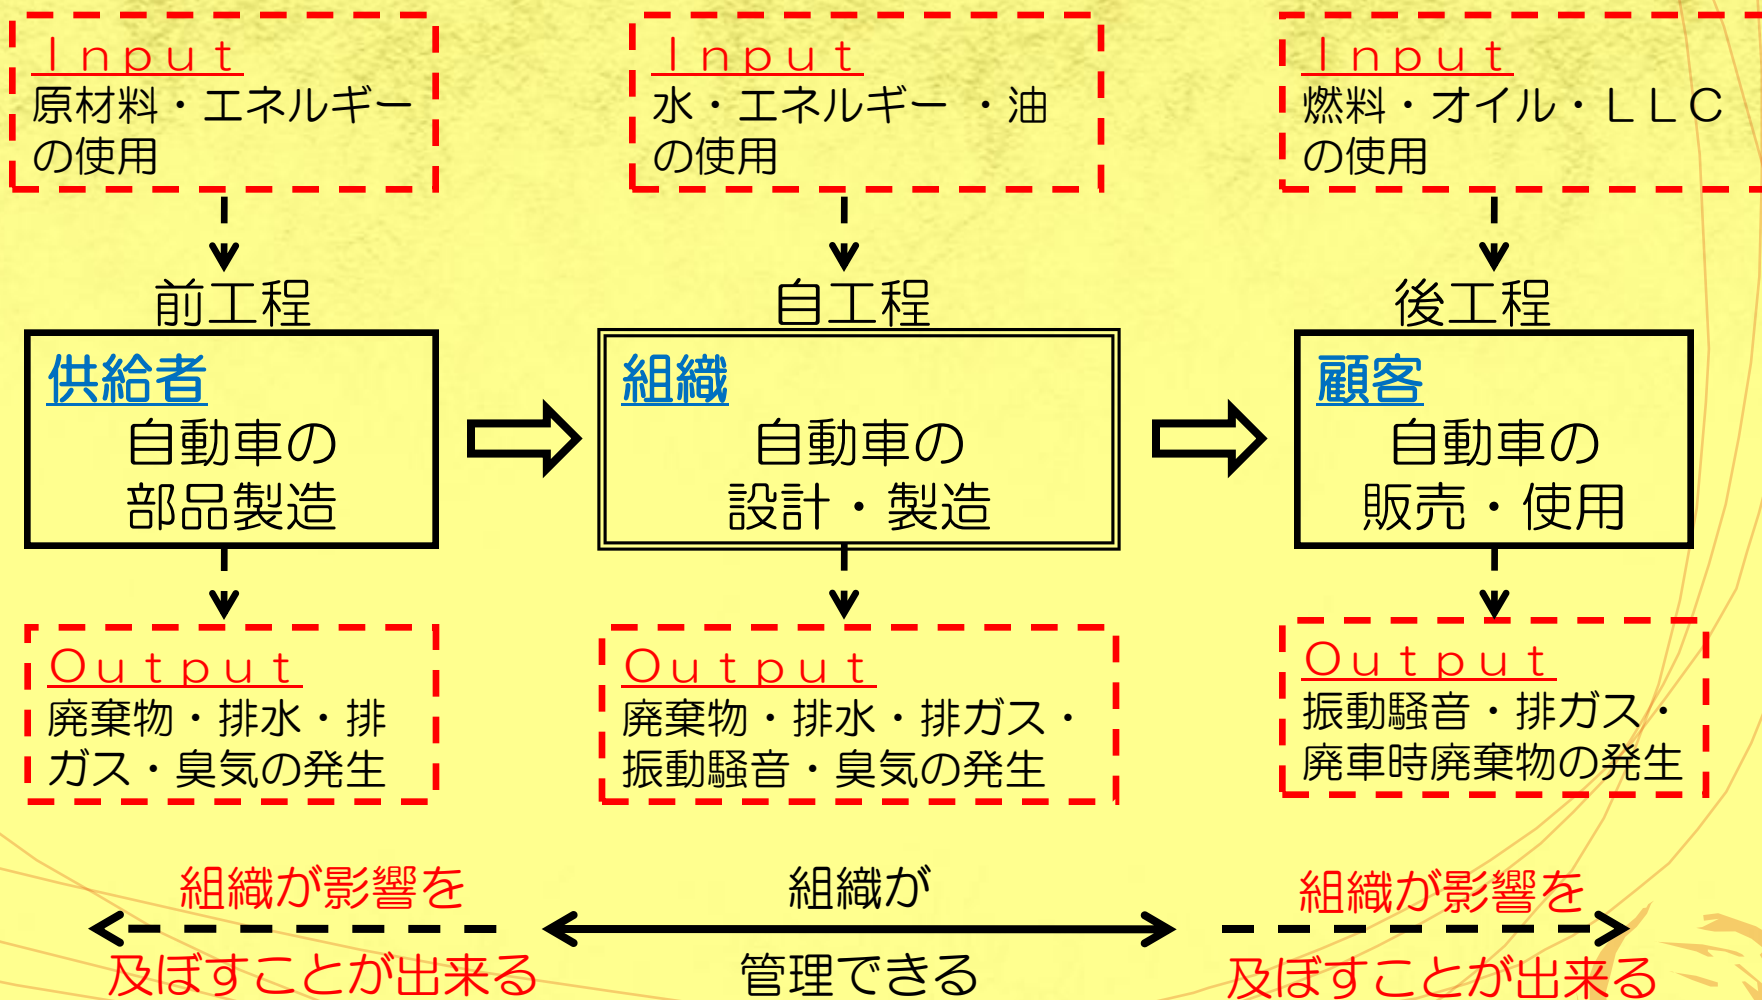 Ｉｎｐｕｔ
原材料・エネルギー
の使用
Ｉｎｐｕｔ
水・エネルギー ・油
の使用
Ｉｎｐｕｔ
燃料・オイル・ＬＬＣ
の使用
前工程
自工程
後工程
供給者
自動車の
部品製造
組織
自動車の
設計・製造
顧客
自動車の
販売・使用
Ｏｕｔｐｕｔ
廃棄物・排水・排
ガス・臭気の発生
Ｏｕｔｐｕｔ
廃棄物・排水・排ガス・
振動騒音・臭気の発生
Ｏｕｔｐｕｔ
振動騒音・排ガス・
廃車時廃棄物の発生
組織が影響を
及ぼすことが出来る
組織が
管理できる
組織が影響を
及ぼすことが出来る